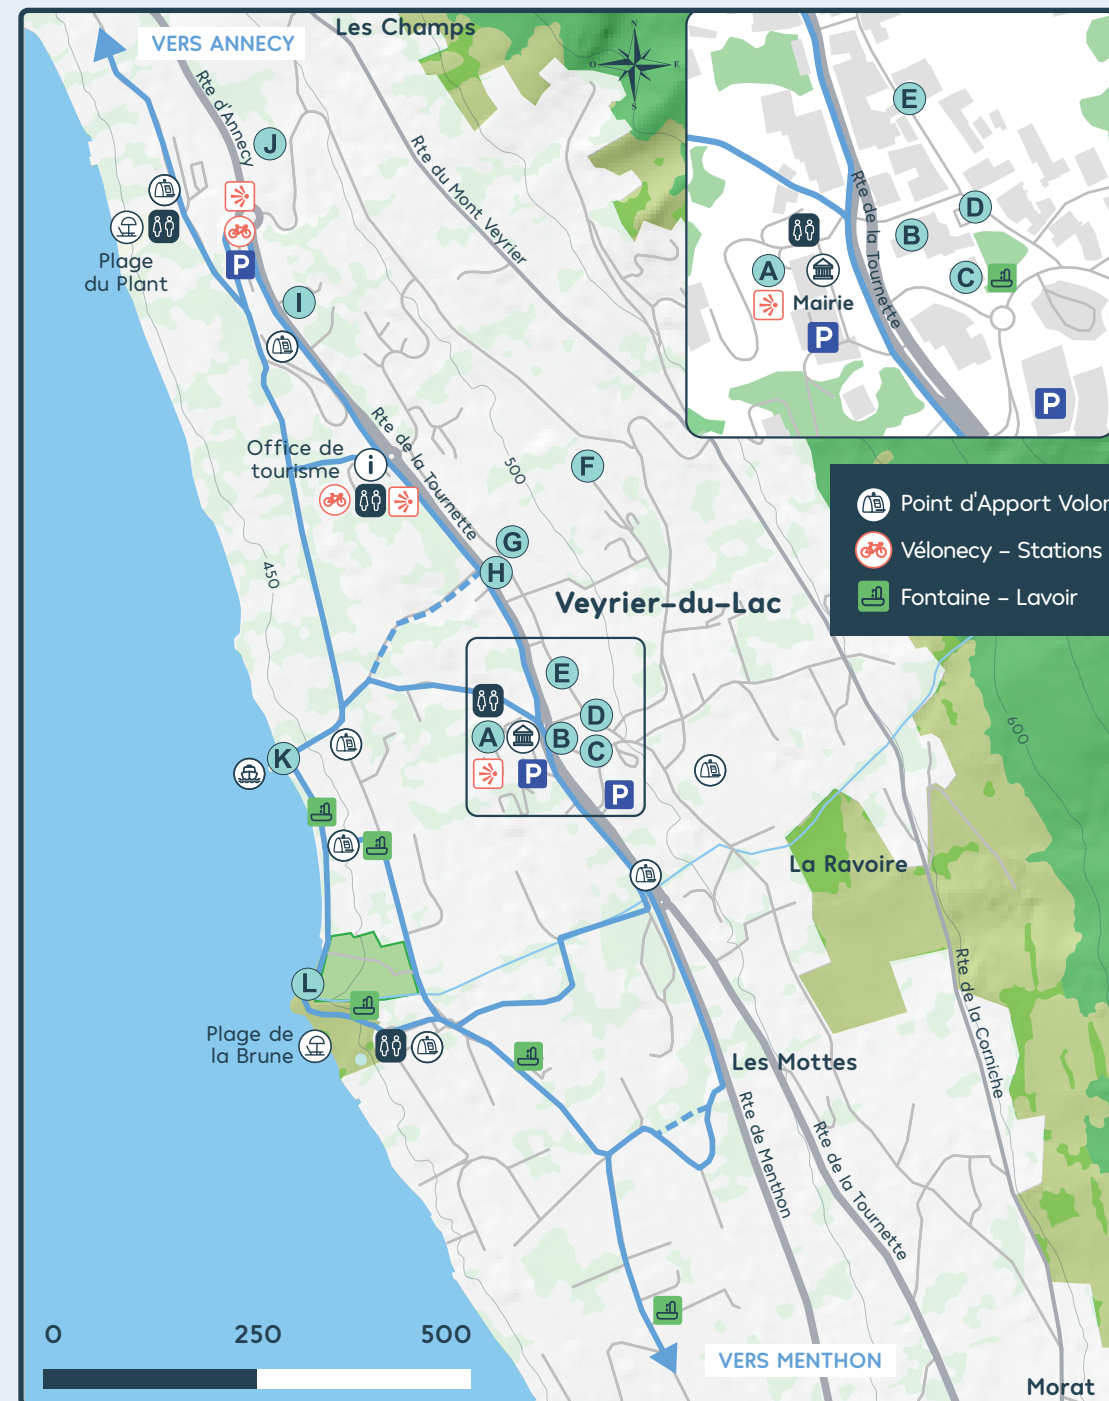 Les Champs
VERS ANNECY
N
O
E
S
Rte d'Annecy
J
Rte du Mont Veyrier
E
D
B
Rte de la Tournette
A
C
Mairie
P
P
Plage
du Plant
P
I
Office de
tourisme
i
Rte de la Tournette
500
F
G
H
450
Point d'Apport Volon
Vélonecy – Stations
Fontaine – Lavoir
Veyrier–du–Lac
E
D
A
B
C
P
P
K
600
La Ravoire
L
Plage de
la Brune
Rte de la Corniche
Les Mottes
Rte de Menthon
Rte de la Tournette
0
250
500
VERS MENTHON
Morat